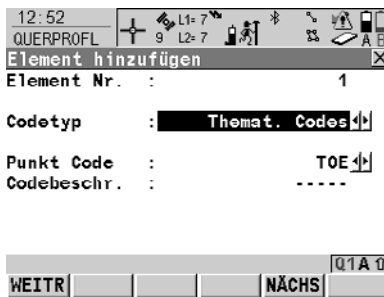 12:52
QUERPROFL
L1= 7
9 L2= 7
A B
Element hinzufügen X
Element Nr. : 1
Codetyp : Themat. Codes
Punkt Code : TOE
Codebeschr. : -----
Q1 A
WEITR NÄCHS